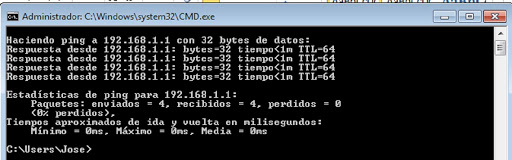 Administrador: C:\Windows\system32\CMD.exe
Haciendo ping a 192.168.1.1 con 32 bytes de datos:
Respuesta desde 192.168.1.1: bytes=32 tiempo<1m TTL=64
Respuesta desde 192.168.1.1: bytes=32 tiempo<1m TTL=64
Respuesta desde 192.168.1.1: bytes=32 tiempo<1m TTL=64
Respuesta desde 192.168.1.1: bytes=32 tiempo<1m TTL=64
Estadísticas de ping para 192.168.1.1:
Paquetes: enviados = 4, recibidos = 4, perdidos = 0
(0% perdidos),
Tiempos aproximados de ida y vuelta en milisegundos:
Mínimo = 0ms, Máximo = 0ms, Media = 0ms
C:\Users\Jose>